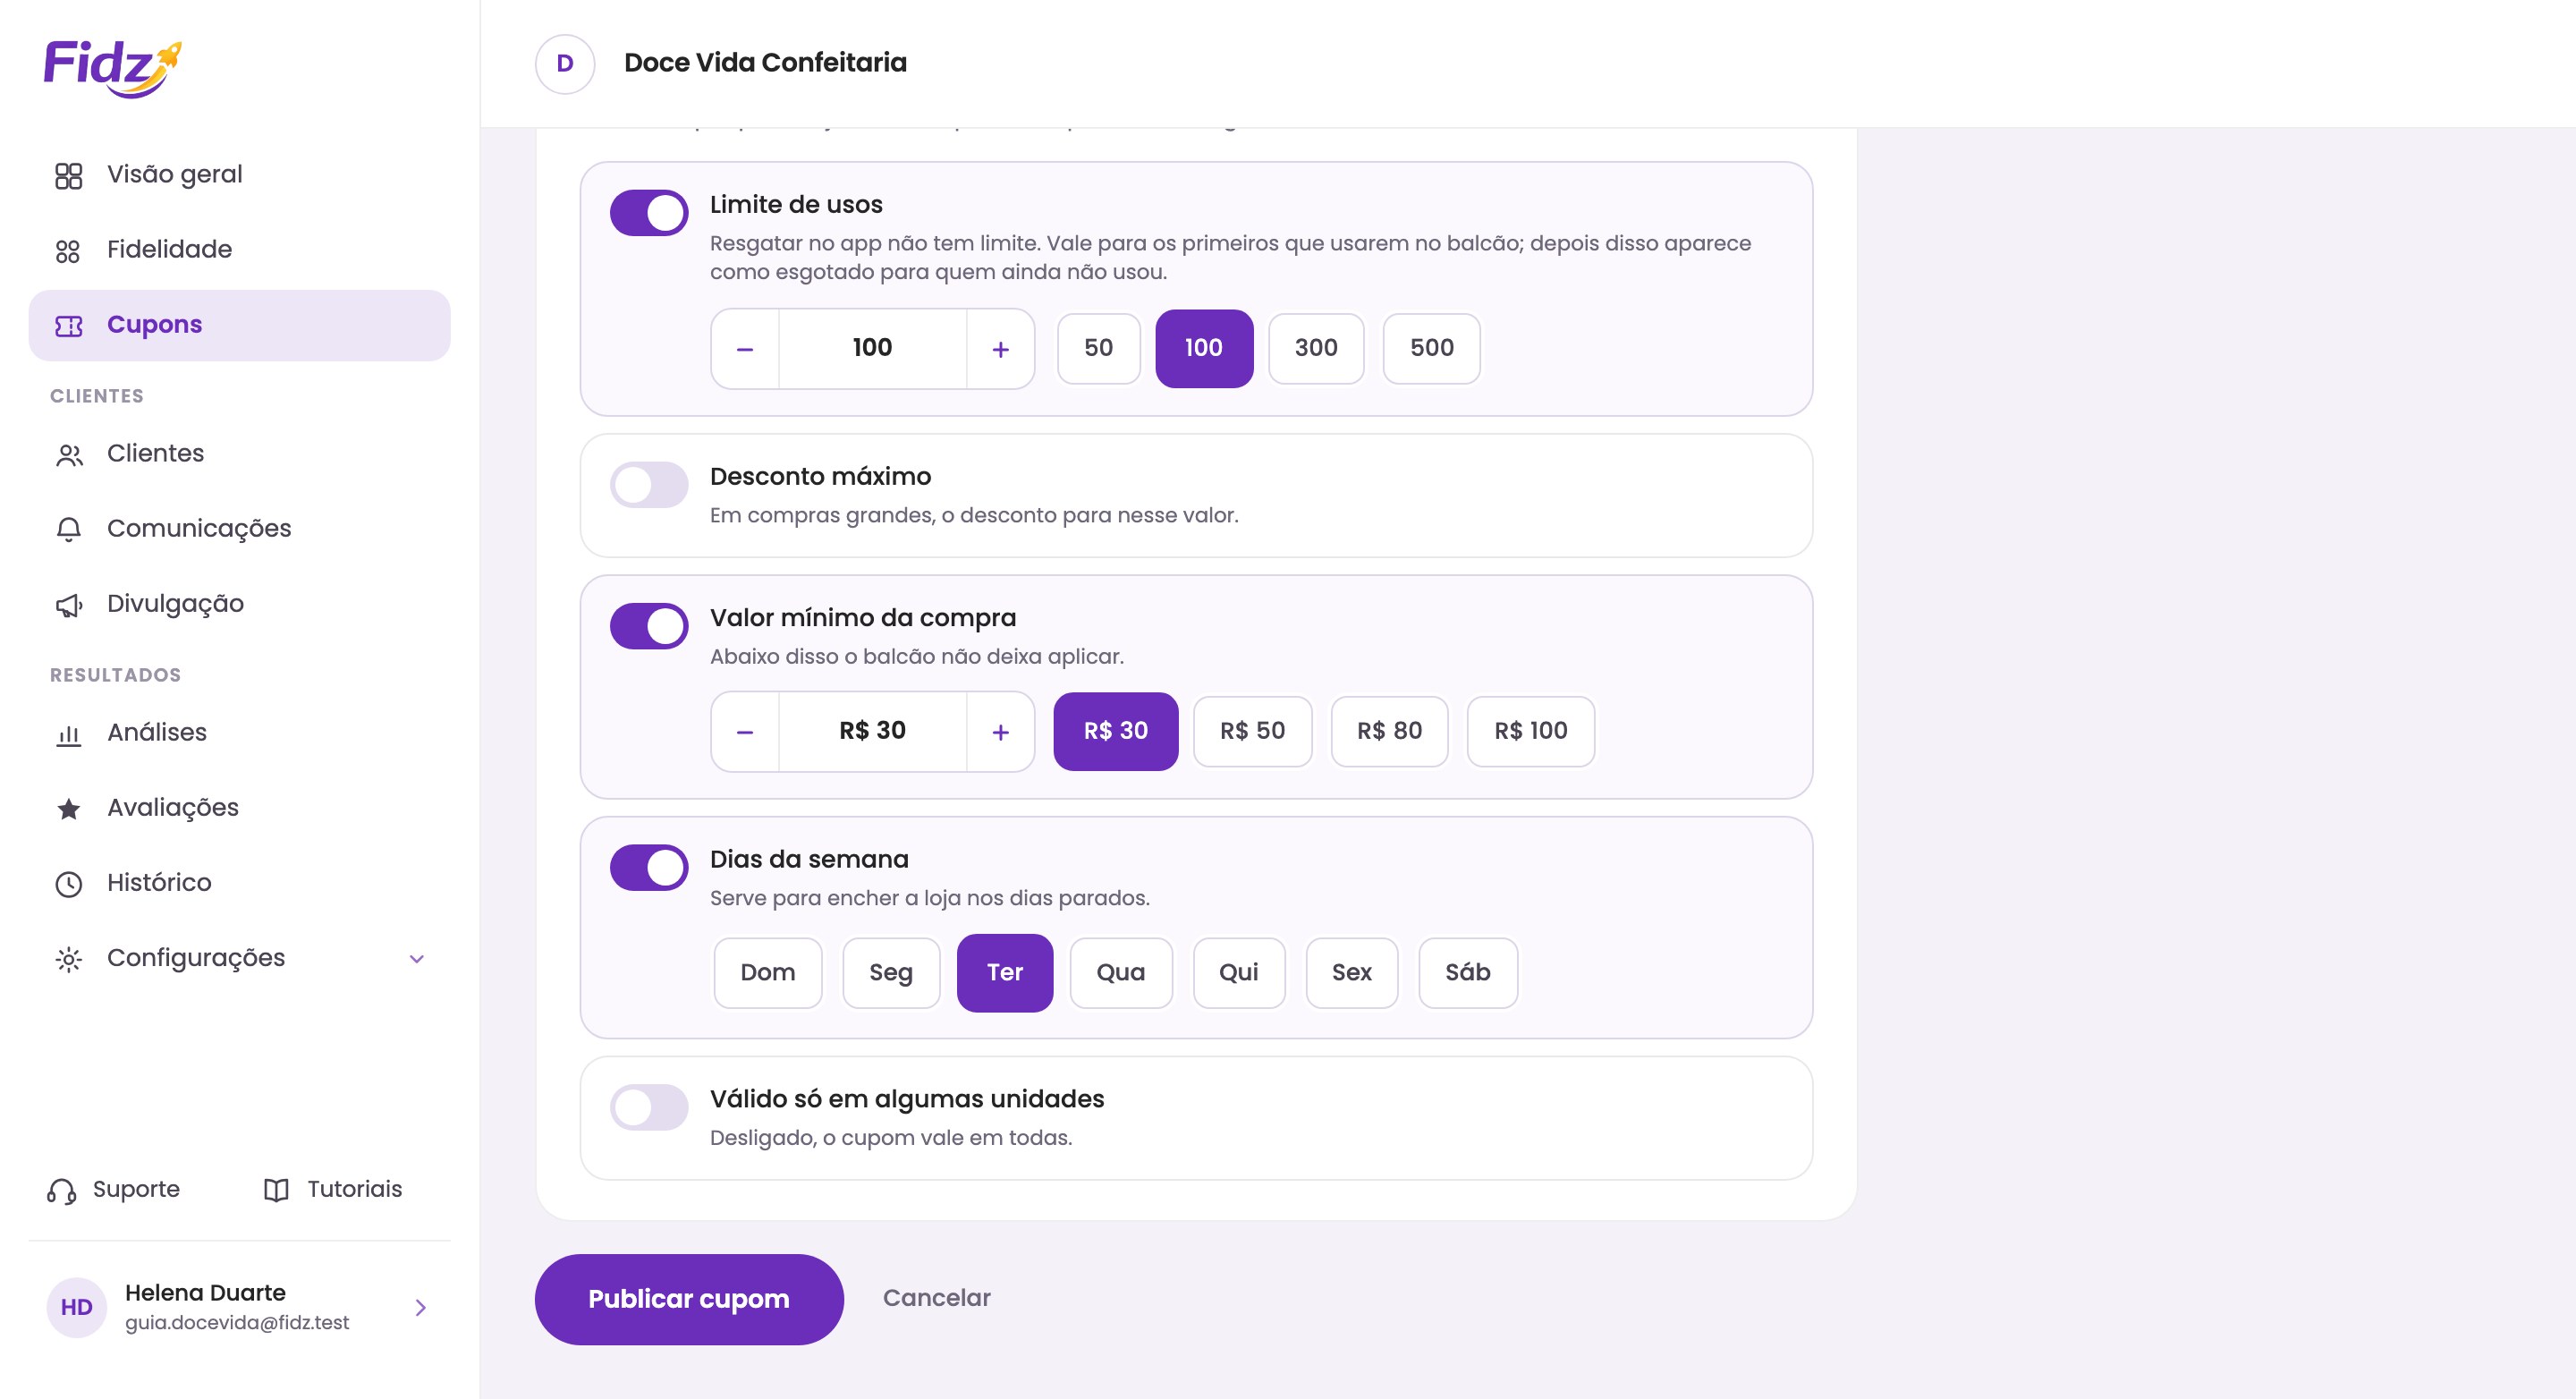 Fidz
Visão geral
Fidelidade
Cupons
CLIENTES
Clientes
Comunicações
Divulgação
RESULTADOS
Análises
Avaliações
Histórico
Configurações
Suporte
Tutoriais
HD
Helena Duarte
guia.docevida@fidz.test
D
Doce Vida Confeitaria
Limite de usos
Resgatar no app não tem limite. Vale para os primeiros que usarem no balcão; depois disso aparece
como esgotado para quem ainda não usou.
− 100 + 50 100 300 500
Desconto máximo
Em compras grandes, o desconto para nesse valor.
Valor mínimo da compra
Abaixo disso o balcão não deixa aplicar.
− R$ 30 + R$ 30 R$ 50 R$ 80 R$ 100
Dias da semana
Serve para encher a loja nos dias parados.
Dom Seg Ter Qua Qui Sex Sáb
Válido só em algumas unidades
Desligado, o cupom vale em todas.
Publicar cupom
Cancelar